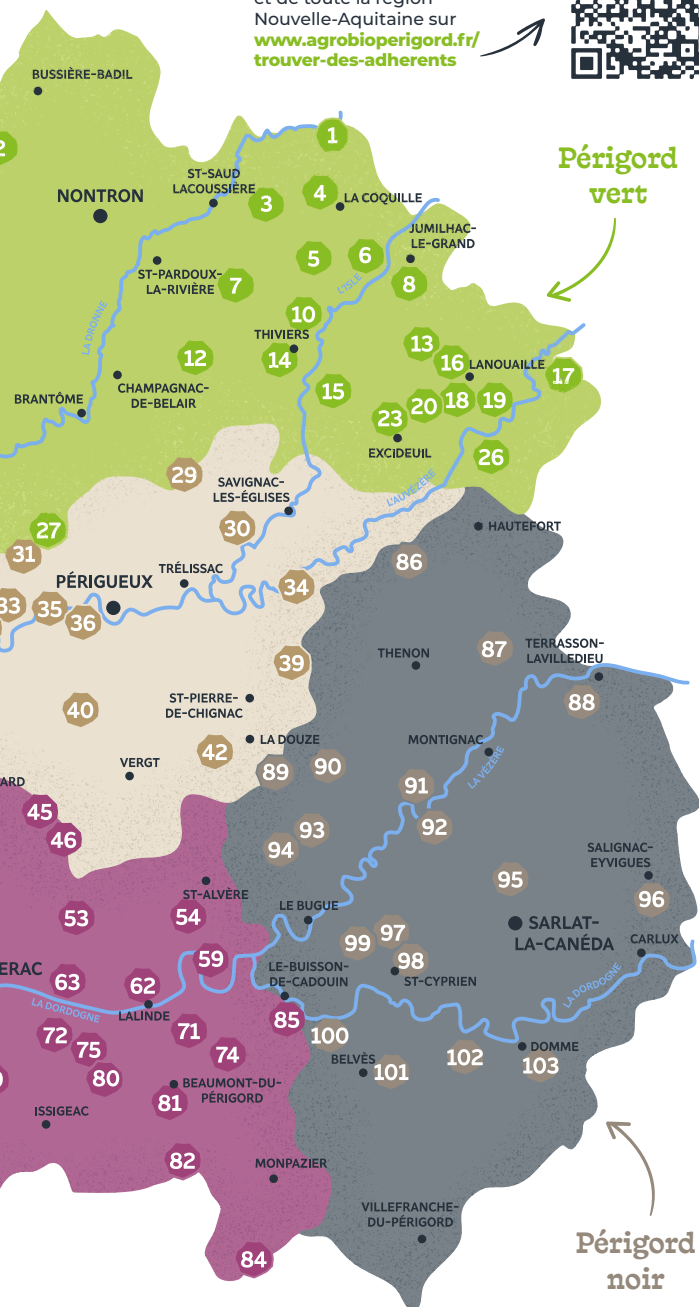 et de toute la région
Nouvelle-Aquitaine sur
www.agrobioperigord.fr/
trouver-des-adherents
BUSSIÈRE-BADIL
1
2
Périgord
vert
ST-SAUD
LACOUSSIÈRE
NONTRON
3
4
LA COQUILLE
JUMILHAC-
LE-GRAND
5
6
ST-PARDOUX-
LA-RIVIÈRE
7
8
L'ISLE
10
LA DRONNE
THIVIERS
12
14
13
16
LANOUAILLE
17
CHAMPAGNAC-
DE-BELAIR
BRANTÔME
15
23
20
18
19
EXCIDEUIL
26
29
SAVIGNAC-
LES-ÉGLISES
L'AUVÉZÈRE
27
30
HAUTEFORT
31
86
PÉRIGUEUX
TRÉLISSAC
34
33
35
36
39
THENON
87
TERRASSON-
LAVILLEDIEU
88
40
ST-PIERRE-
DE-CHIGNAC
42
LA DOUZE
MONTIGNAC
VERGT
89
90
LA VÉZÈRE
ARD
91
45
46
93
92
94
SALIGNAC-
EYVIGUES
95
96
ST-ALVÈRE
53
54
LE BUGUE
SARLAT-
LA-CANÉDA
CARLUX
99
97
98
ERAC
59
LE-BUISSON-
DE-CADOUIN
ST-CYPRIEN
63
62
LA DORDOGNE
LA DORDOGNE
LALINDE
85
72
71
100
75
74
BELVÈS
101
102
DOMME
103
80
BEAUMONT-DU-
PÉRIGORD
81
ISSIGEAC
82
MONPAZIER
VILLEFRANCHE-
DU-PÉRIGORD
84
Périgord
noir